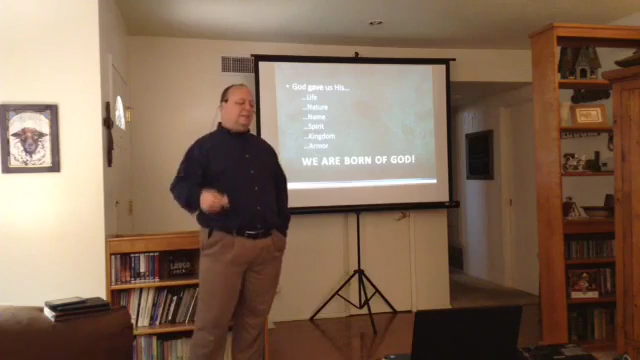 • God gave us His…
…Life
…Nature
…Name
…Spirit
…Kingdom
…Armor
WE ARE BORN OF GOD!